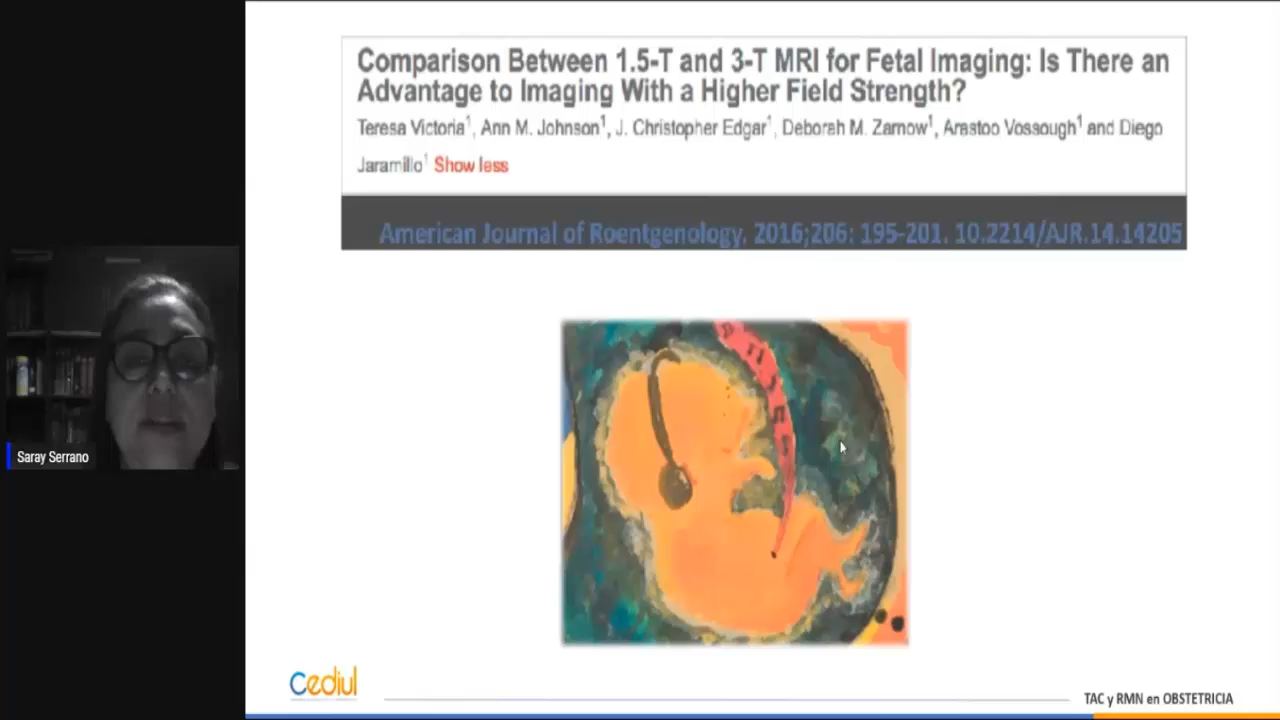 Comparison Between 1.5-T and 3-T MRI for Fetal Imaging: Is There an
Advantage to Imaging With a Higher Field Strength?
Teresa Victoria¹, Ann M. Johnson¹, J. Christopher Edgar¹, Deborah M. Zarnow¹, Arastoo Vossough¹ and Diego
Jaramillo¹ Show less
American Journal of Roentgenology. 2016;206: 195-201. 10.2214/AJR.14.14205
Saray Serrano
Cediul
TAC y RMN en OBSTETRICIA